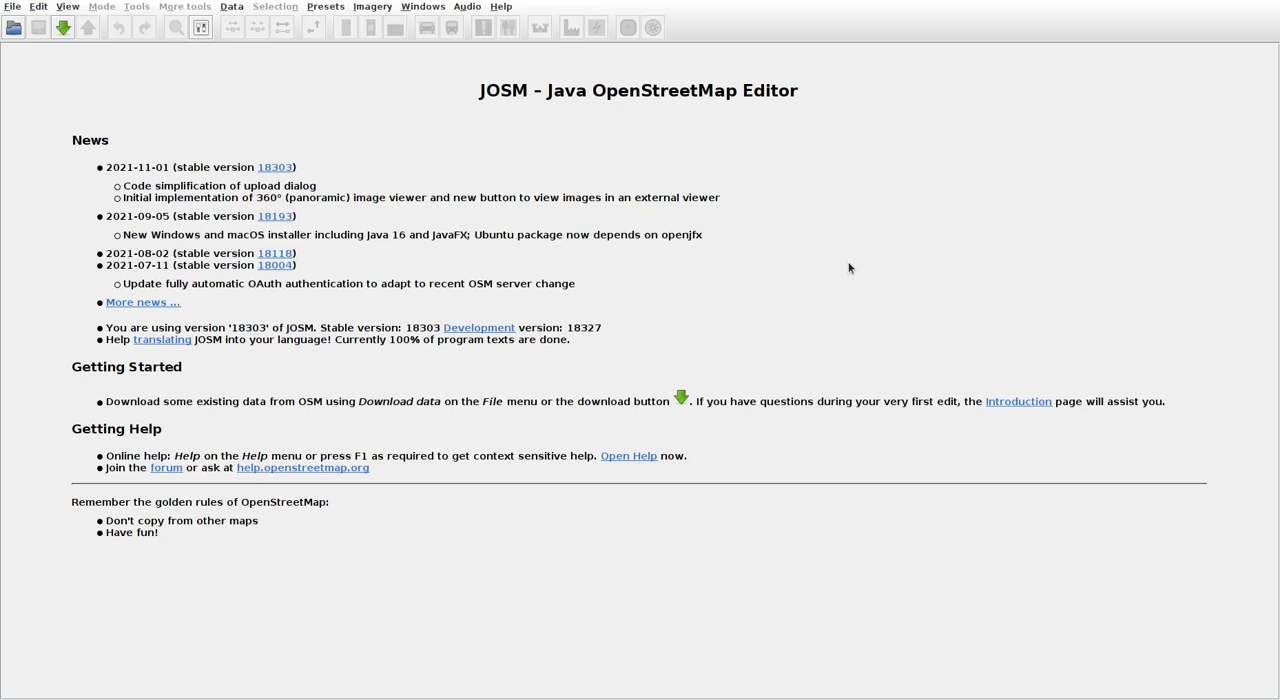 File Edit View Mode Tools More tools Data Selection Presets Imagery Windows Audio Help
JOSM – Java OpenStreetMap Editor
News
2021-11-01 (stable version 18303)
Code simplification of upload dialog
Initial implementation of 360° (panoramic) image viewer and new button to view images in an external viewer
2021-09-05 (stable version 18193)
New Windows and macOS installer including Java 16 and JavaFX; Ubuntu package now depends on openjfx
2021-08-02 (stable version 18118)
2021-07-11 (stable version 18004)
Update fully automatic OAuth authentication to adapt to recent OSM server change
More news ...
You are using version '18303' of JOSM. Stable version: 18303 Development version: 18327
Help translating JOSM into your language! Currently 100% of program texts are done.
Getting Started
Download some existing data from OSM using Download data on the File menu or the download button . If you have questions during your very first edit, the Introduction page will assist you.
Getting Help
Online help: Help on the Help menu or press F1 as required to get context sensitive help. Open Help now.
Join the forum or ask at help.openstreetmap.org
Remember the golden rules of OpenStreetMap:
Don't copy from other maps
Have fun!